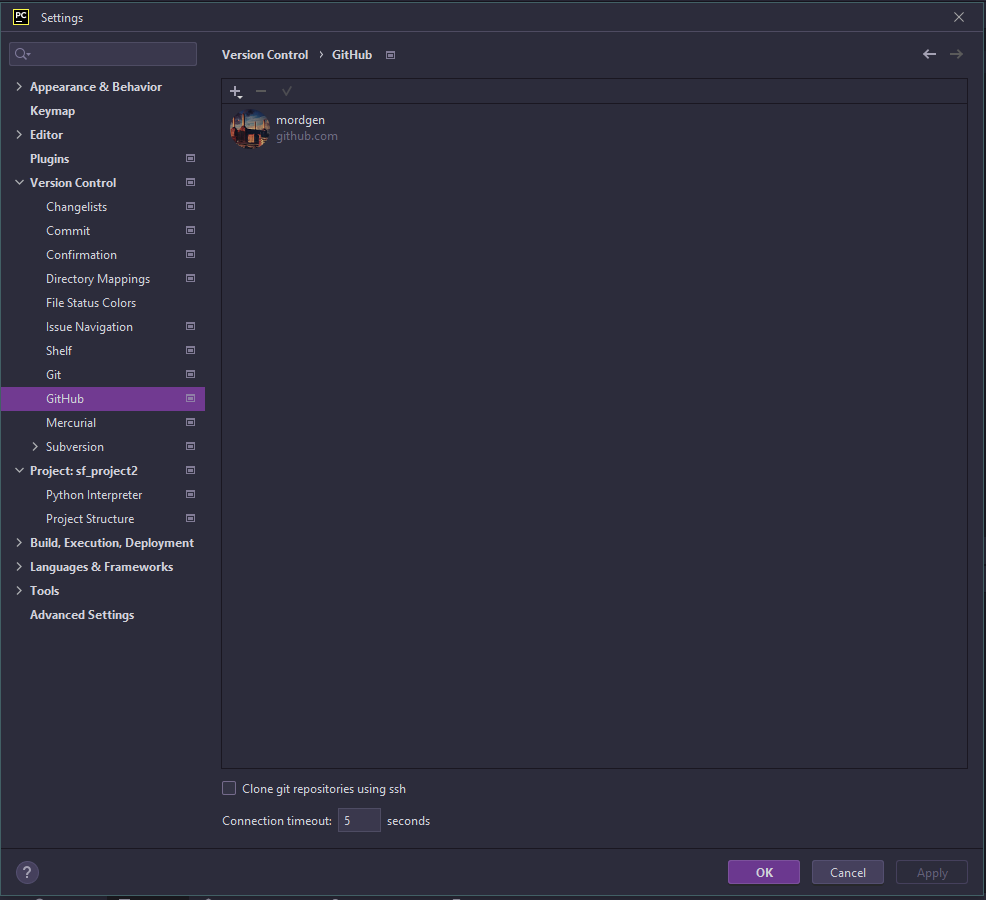 PC Settings
Version Control › GitHub
Appearance & Behavior
Keymap
Editor
Plugins
Version Control
Changelists
Commit
Confirmation
Directory Mappings
File Status Colors
Issue Navigation
Shelf
Git
GitHub
Mercurial
Subversion
Project: sf_project2
Python Interpreter
Project Structure
Build, Execution, Deployment
Languages & Frameworks
Tools
Advanced Settings
mordgen
github.com
Clone git repositories using ssh
Connection timeout: 5 seconds
? OK Cancel Apply